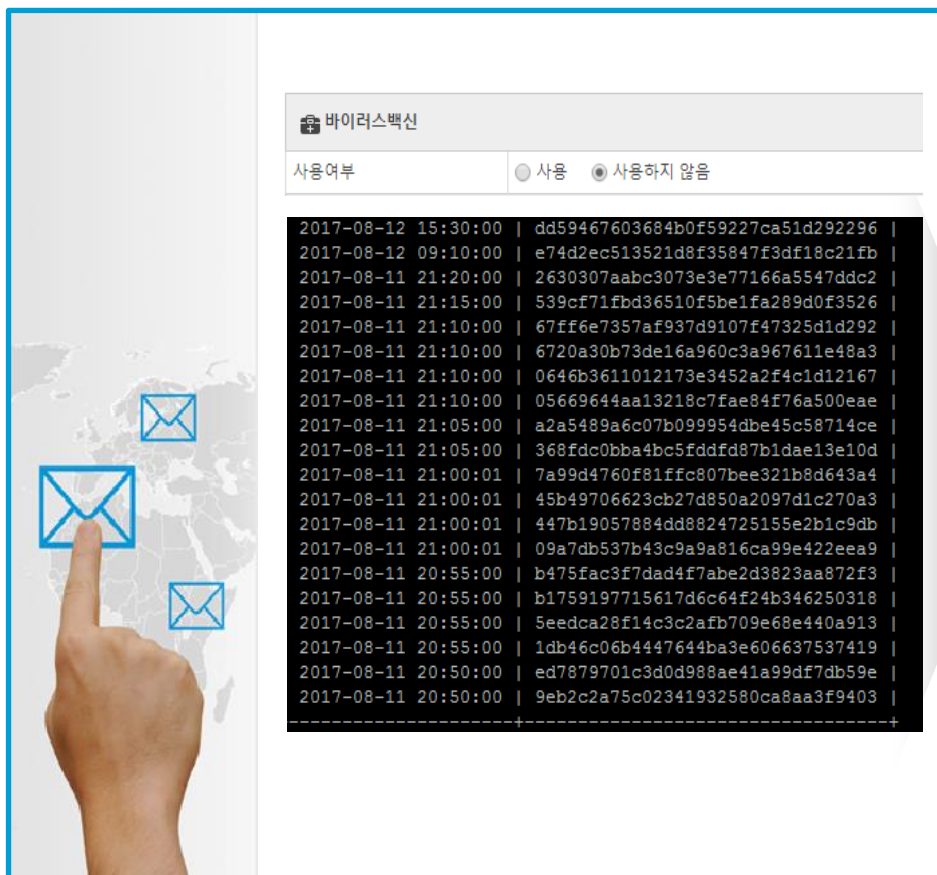 바이러스백신
사용여부 사용 사용하지 않음
2017-08-12 15:30:00 | dd59467603684b0f59227ca51d292296 |
2017-08-12 09:10:00 | e74d2ec513521d8f35847f3df18c21fb |
2017-08-11 21:20:00 | 2630307aabc3073e3e77166a5547ddc2 |
2017-08-11 21:15:00 | 539cf71fbd36510f5be1fa289d0f3526 |
2017-08-11 21:10:00 | 67ff6e7357af937d9107f47325d1d292 |
2017-08-11 21:10:00 | 6720a30b73de16a960c3a967611e48a3 |
2017-08-11 21:10:00 | 0646b3611012173e3452a2f4c1d12167 |
2017-08-11 21:10:00 | 05669644aa13218c7fae84f76a500eae |
2017-08-11 21:05:00 | a2a5489a6c07b099954dbe45c58714ce |
2017-08-11 21:05:00 | 368fdc0bba4bc5fddfd87b1dae13e10d |
2017-08-11 21:00:01 | 7a99d4760f81ffc807bee321b8d643a4 |
2017-08-11 21:00:01 | 45b49706623cb27d850a2097d1c270a3 |
2017-08-11 21:00:01 | 447b19057884dd8824725155e2b1c9db |
2017-08-11 21:00:01 | 09a7db537b43c9a9a816ca99e422eea9 |
2017-08-11 20:55:00 | b475fac3f7dad4f7abe2d3823aa872f3 |
2017-08-11 20:55:00 | b1759197715617d6c64f24b346250318 |
2017-08-11 20:55:00 | 5eedca28f14c3c2afb709e68e440a913 |
2017-08-11 20:55:00 | 1db46c06b4447644ba3e606637537419 |
2017-08-11 20:50:00 | ed7879701c3d0d988ae41a99df7db59e |
2017-08-11 20:50:00 | 9eb2c2a75c02341932580ca8aa3f9403 |
---------------------+----------------------------------+